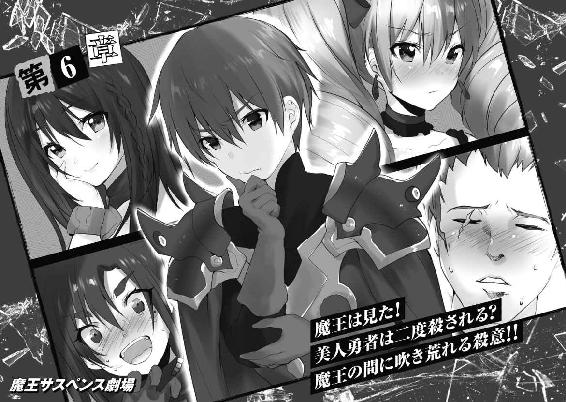 第6章
魔王は見た!
美人勇者は二度殺される?
魔王の間に吹き荒れる殺意!!
魔王サスペンス劇場